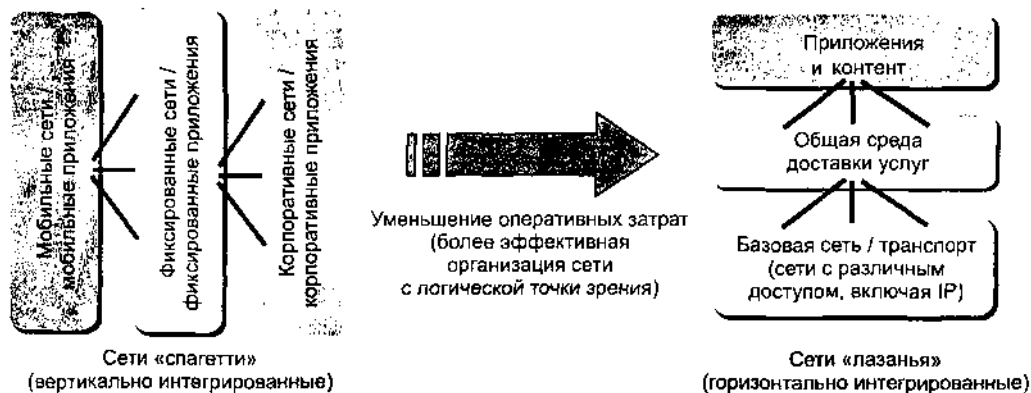 Мобильные сети /
мобильные приложения
Фиксированные сети /
фиксированные приложения
Корпоративные сети /
корпоративные приложения
Сети «спагетти»
(вертикально интегрированные)
Уменьшение оперативных затрат
(более эффективная
организация сети
с логической точки зрения)
Приложения
и контент
Общая среда
доставки услуг
Базовая сеть / транспорт
(сети с различным
доступом, включая IP)
Сети «лазанья»
(горизонтально интегрированные)